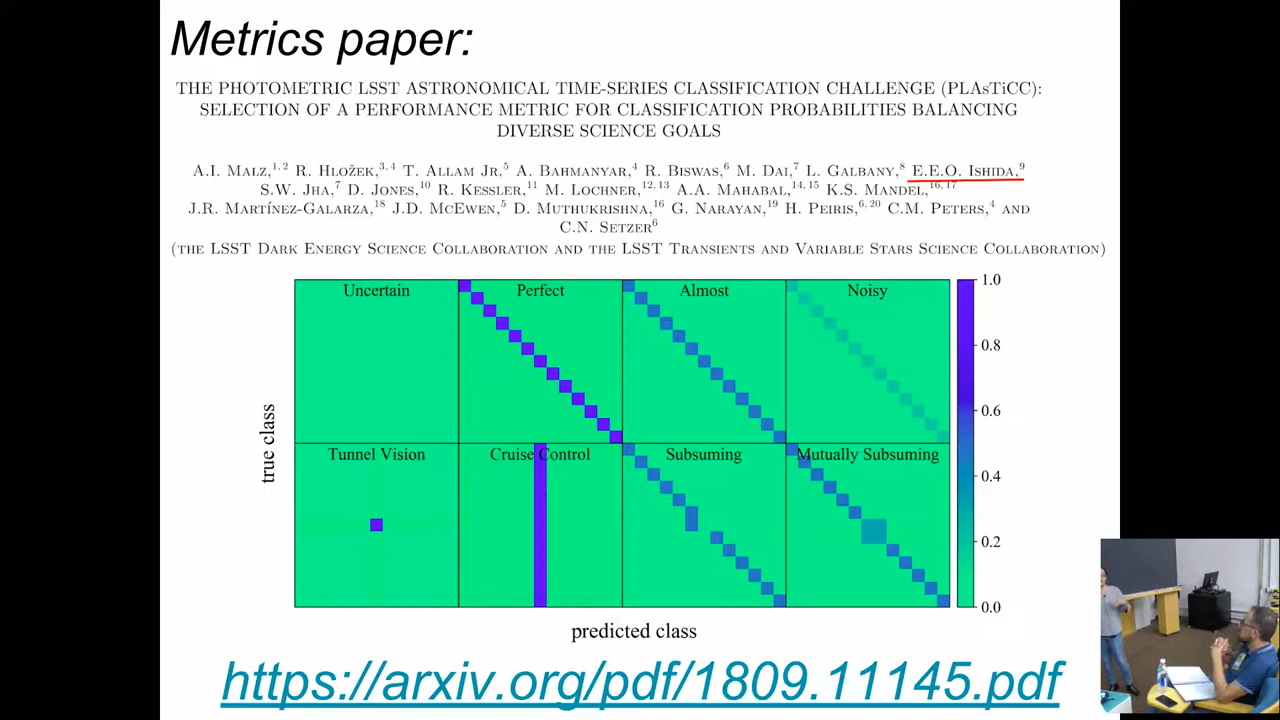 Metrics paper:
THE PHOTOMETRIC LSST ASTRONOMICAL TIME-SERIES CLASSIFICATION CHALLENGE (PLAsTiCC):
SELECTION OF A PERFORMANCE METRIC FOR CLASSIFICATION PROBABILITIES BALANCING
DIVERSE SCIENCE GOALS
A.I. Malz,1,2 R. Hložek,3,4 T. Allam Jr,5 A. Bahmanyar,4 R. Biswas,6 M. Dai,7 L. Galbany,8 E.E.O. Ishida,9
S.W. Jha,7 D. Jones,10 R. Kessler,11 M. Lochner,12,13 A.A. Mahabal,14,15 K.S. Mandel,16,17
J.R. Martínez-Galarza,18 J.D. McEwen,5 D. Muthukrishna,16 G. Narayan,19 H. Peiris,6,20 C.M. Peters,4 and
C.N. Setzer6
(the LSST Dark Energy Science Collaboration and the LSST Transients and Variable Stars Science Collaboration)
Uncertain Perfect Almost Noisy
1.0
0.8
0.6
Tunnel Vision Cruise Control Subsuming Mutually Subsuming
0.4
0.2
0.0
true class
predicted class
https://arxiv.org/pdf/1809.11145.pdf